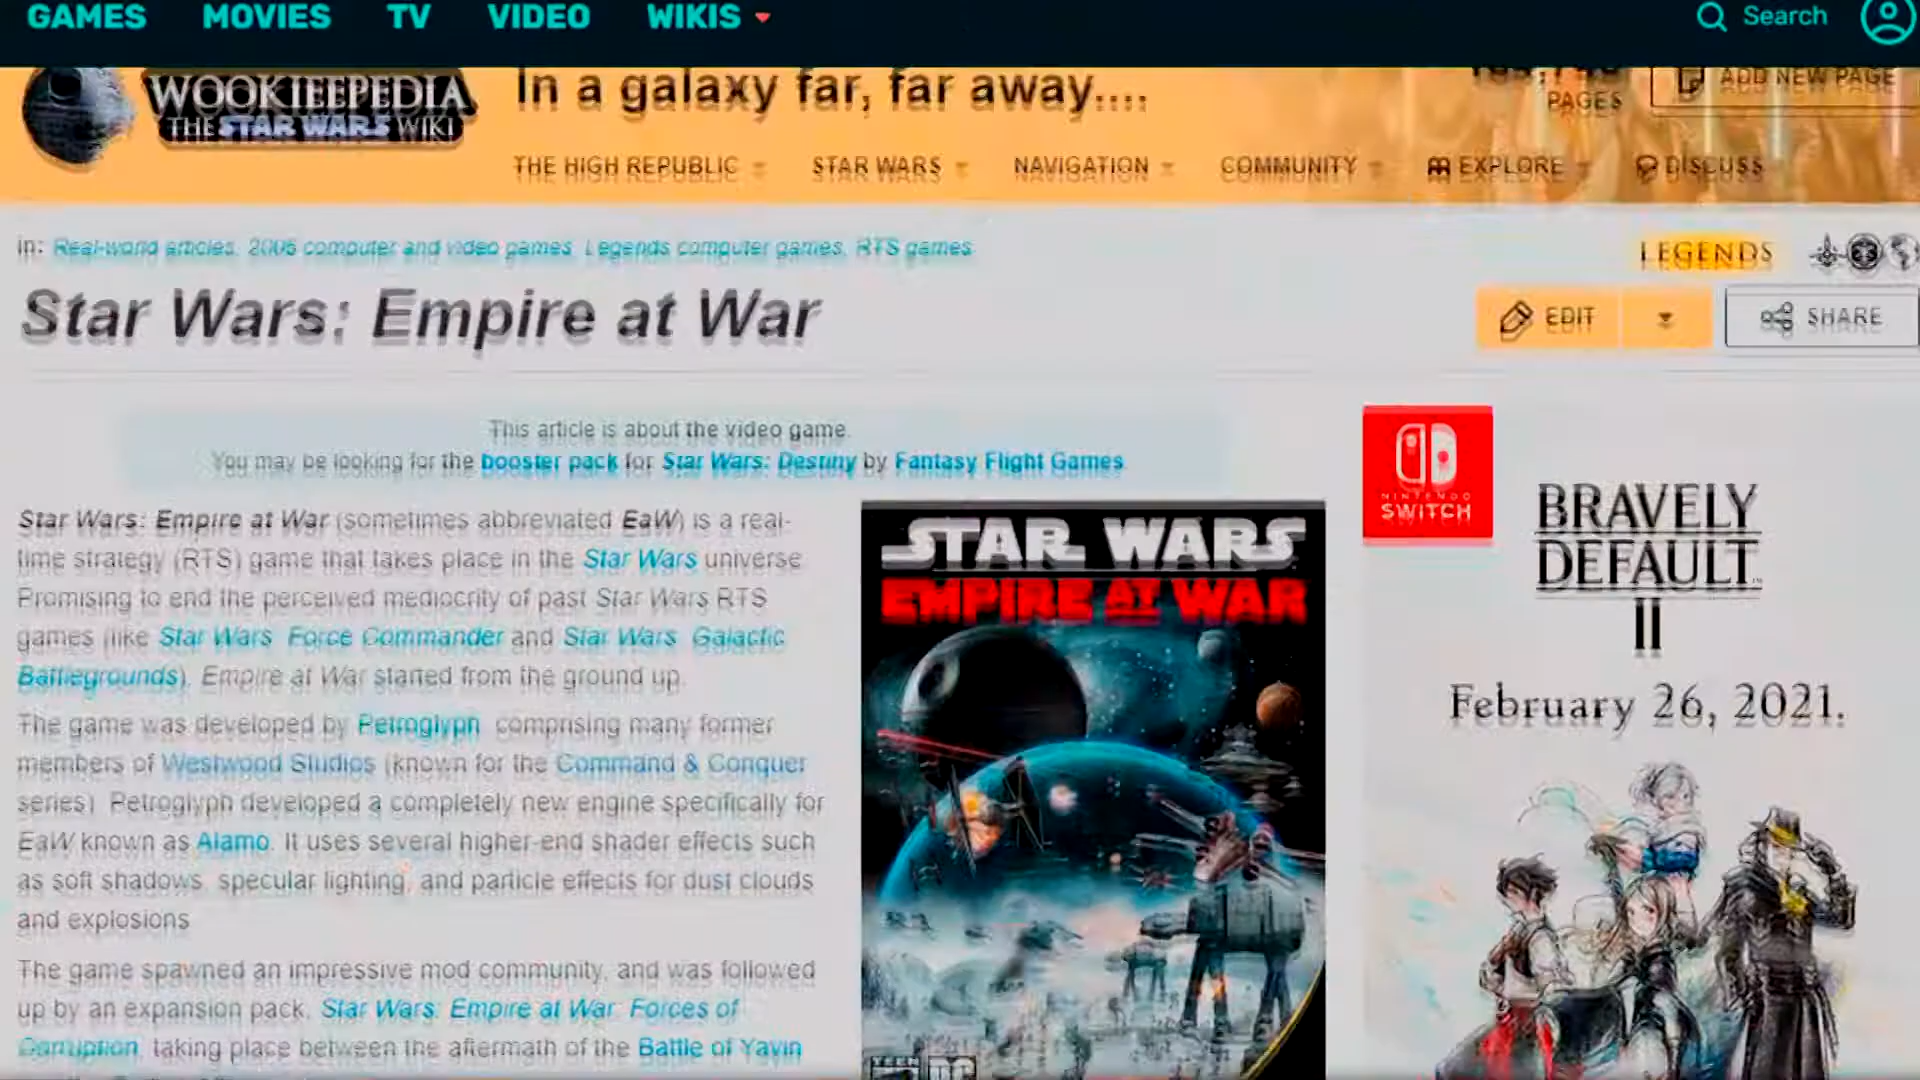 GAMES MOVIES TV VIDEO WIKIS Search
WOOKIEEPEDIA
THE STAR WARS WIKI
In a galaxy far, far away....
PAGES
ADD NEW PAGE
THE HIGH REPUBLIC STAR WARS NAVIGATION COMMUNITY EXPLORE DISCUSS
in: Real-world articles, 2006 computer and video games, Legends computer games, RTS games
LEGENDS
Star Wars: Empire at War
EDIT
SHARE
This article is about the video game.
You may be looking for the booster pack for Star Wars: Destiny by Fantasy Flight Games.
Star Wars: Empire at War (sometimes abbreviated EaW) is a real-
time strategy (RTS) game that takes place in the Star Wars universe.
Promising to end the perceived mediocrity of past Star Wars RTS
games (like Star Wars: Force Commander and Star Wars: Galactic
Battlegrounds), Empire at War started from the ground up.
The game was developed by Petroglyph, comprising many former
members of Westwood Studios (known for the Command & Conquer
series). Petroglyph developed a completely new engine specifically for
EaW known as Alamo. It uses several higher-end shader effects such
as soft shadows, specular lighting, and particle effects for dust clouds
and explosions.
The game spawned an impressive mod community, and was followed
up by an expansion pack, Star Wars: Empire at War: Forces of
Corruption, taking place between the aftermath of the Battle of Yavin
STAR WARS
EMPIRE AT WAR
TEEN
NINTENDO
SWITCH
BRAVELY
DEFAULT
II
February 26, 2021.